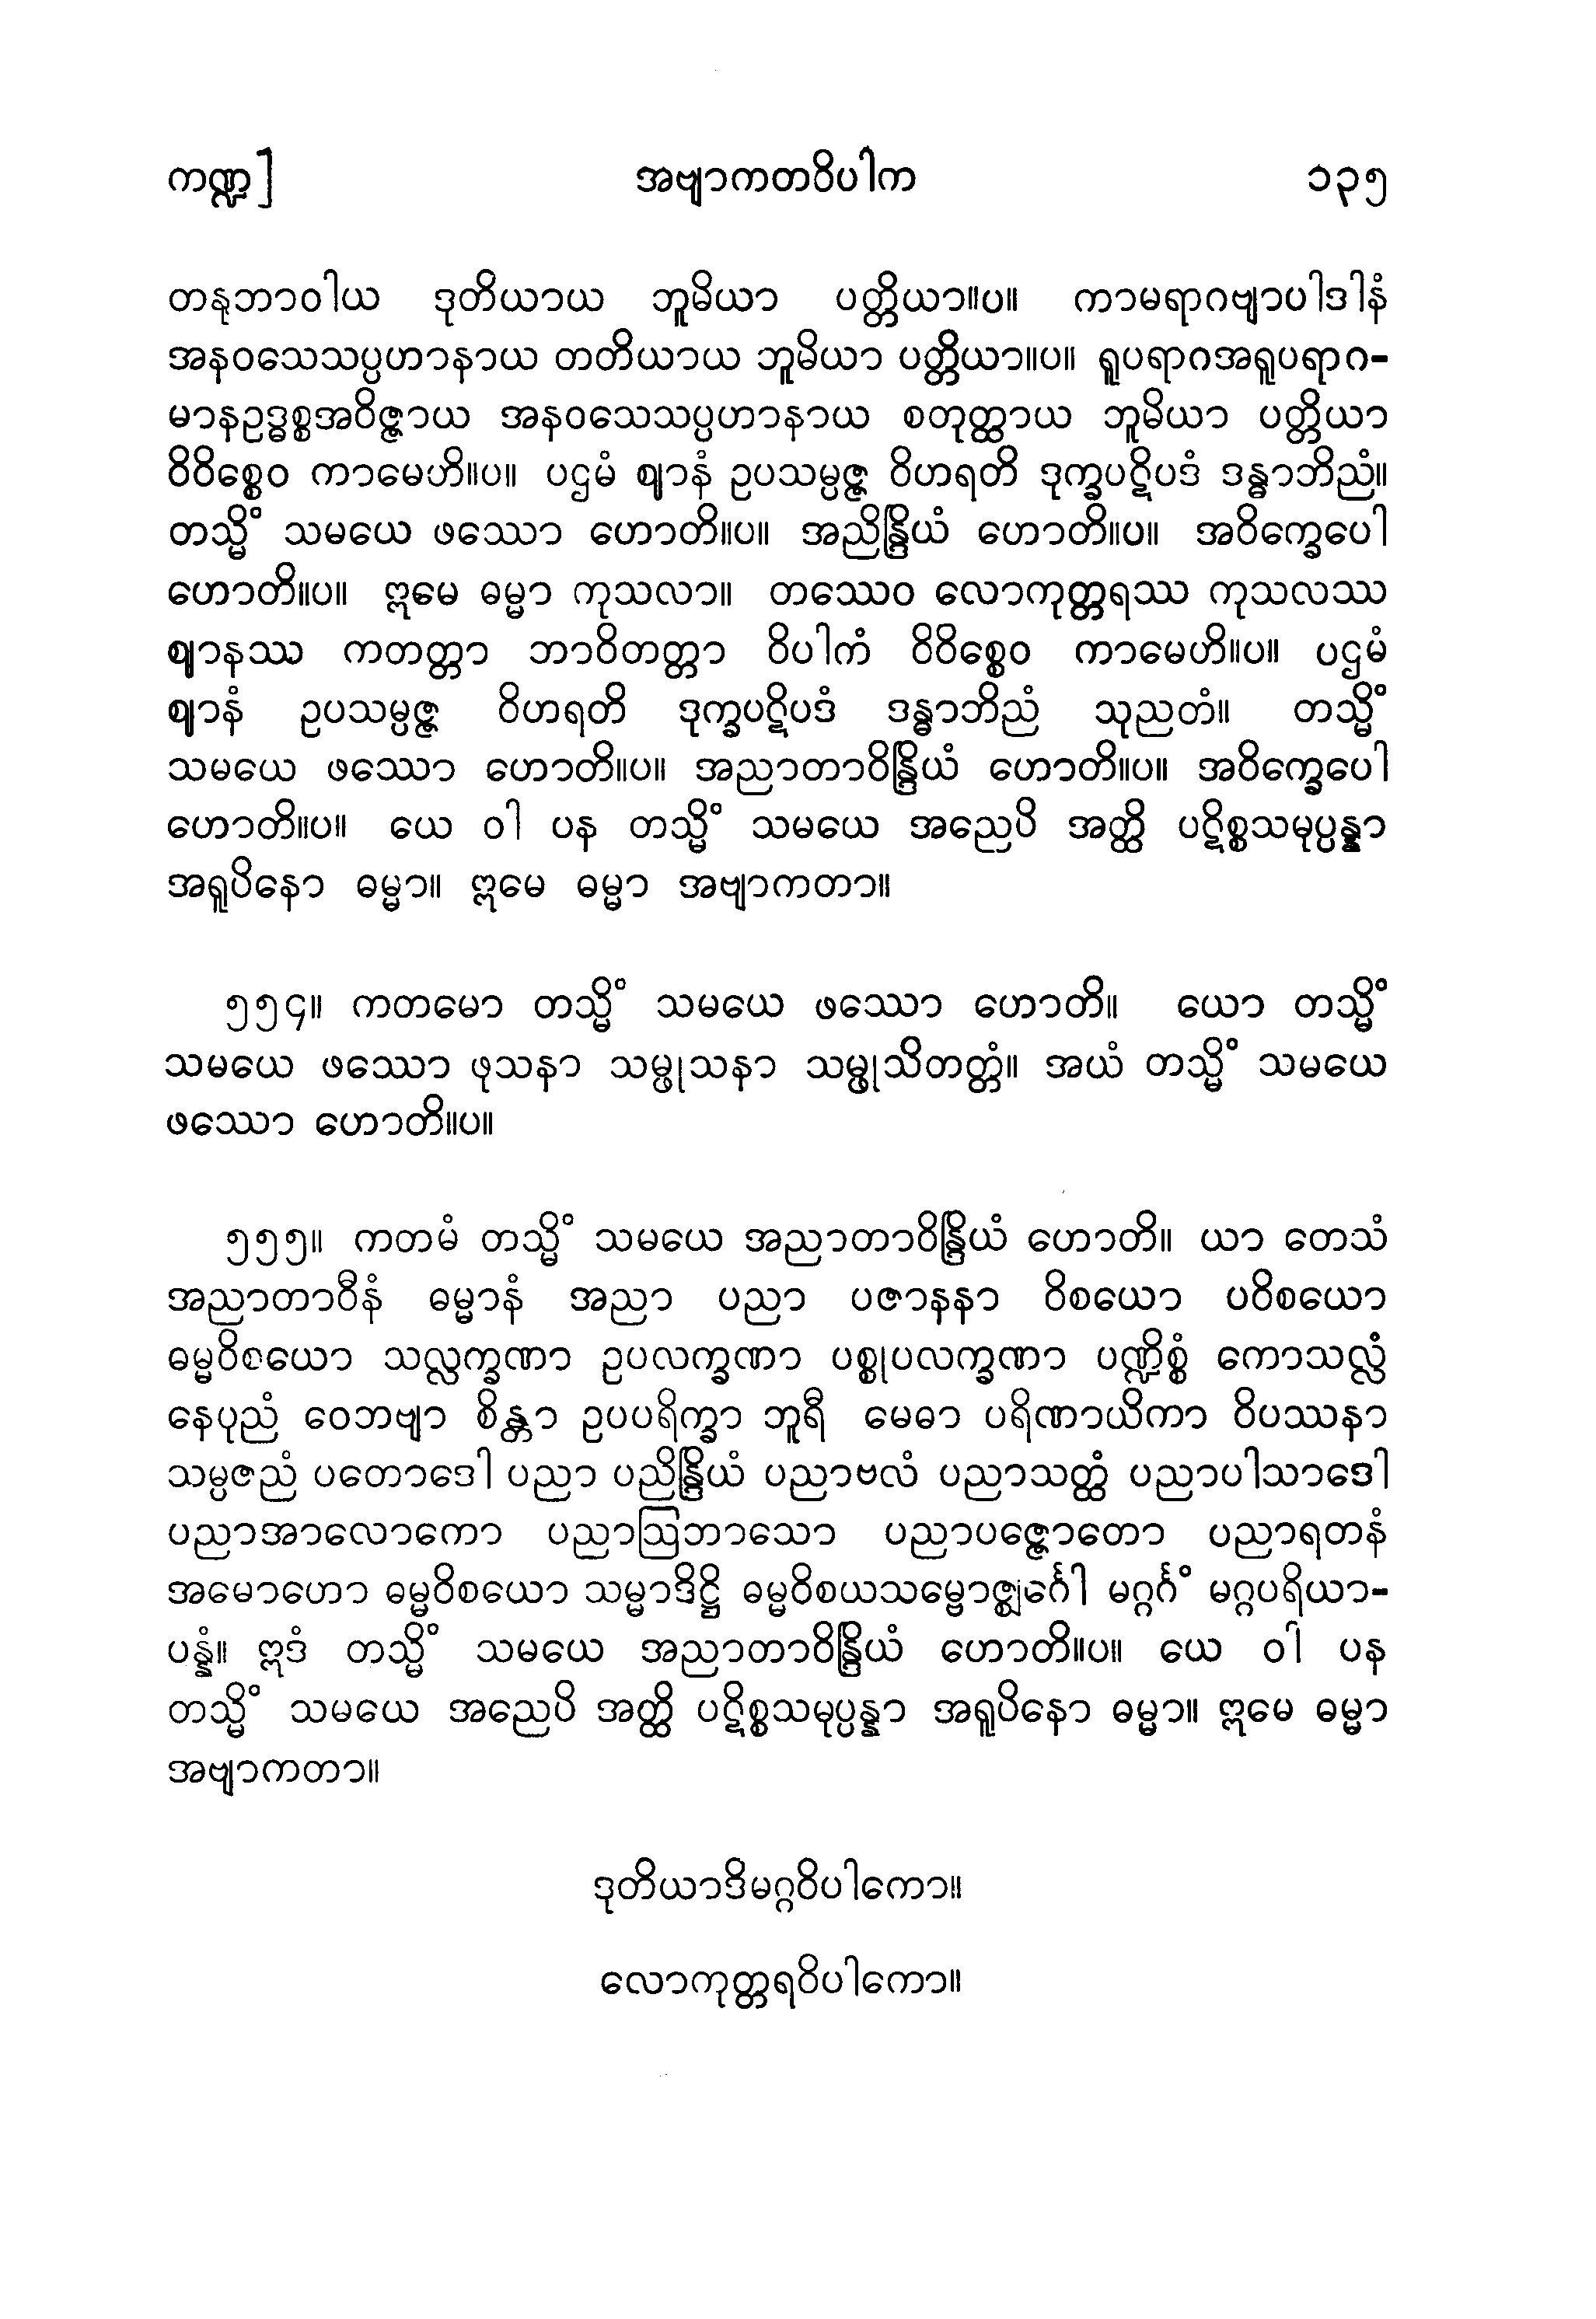 ကဏ္ဍ] အဗျာကတဝိပါက ၁၃၅
တနုဘာဝါယ ဒုတိယာယ ဘူမိယာ ပတ္တိယာ။ပ။ ကာမရာဂဗျာပါဒါနံ
အနဝသေသပ္ပဟာနာယ တတိယာယ ဘူမိယာ ပတ္တိယာ။ပ။ ရူပရာဂအရူပရာဂ-
မာနဥဒ္ဓစ္စအဝိဇ္ဇာယ အနဝသေသပ္ပဟာနာယ စတုတ္ထာယ ဘူမိယာ ပတ္တိယာ
ဝိဝိစ္စေဝ ကာမေဟိ။ပ။ ပဌမံ ဈာနံ ဥပသမ္ပဇ္ဇ ဝိဟရတိ ဒုက္ခပဋိပဒံ ဒန္ဓာဘိညံ။
တသ္မိံ သမယေ ဖဿော ဟောတိ။ပ။ အညိန္ဒြိယံ ဟောတိ။ပ။ အဝိက္ခေပေါ
ဟောတိ။ပ။ ဣမေ ဓမ္မာ ကုသလာ။ တဿေဝ လောကုတ္တရဿ ကုသလဿ
ဈာနဿ ကတတ္တာ ဘာဝိတတ္တာ ဝိပါကံ ဝိဝိစ္စေဝ ကာမေဟိ။ပ။ ပဌမံ
ဈာနံ ဥပသမ္ပဇ္ဇ ဝိဟရတိ ဒုက္ခပဋိပဒံ ဒန္ဓာဘိညံ သုညတံ။ တသ္မိံ
သမယေ ဖဿော ဟောတိ။ပ။ အညာတာဝိန္ဒြိယံ ဟောတိ။ပ။ အဝိက္ခေပေါ
ဟောတိ။ပ။ ယေ ဝါ ပန တသ္မိံ သမယေ အညေပိ အတ္ထိ ပဋိစ္စသမုပ္ပန္နာ
အရူပိနော ဓမ္မာ။ ဣမေ ဓမ္မာ အဗျာကတာ။
၅၅၄။ ကတမော တသ္မိံ သမယေ ဖဿော ဟောတိ။ ယော တသ္မိံ
သမယေ ဖဿော ဖုသနာ သမ္ဖုသနာ သမ္ဖုသိတတ္တံ။ အယံ တသ္မိံ သမယေ
ဖဿော ဟောတိ။ပ။
၅၅၅။ ကတမံ တသ္မိံ သမယေ အညာတာဝိန္ဒြိယံ ဟောတိ။ ယာ တေသံ
အညာတာဝီနံ ဓမ္မာနံ အညာ ပညာ ပဇာနနာ ဝိစယော ပဝိစယော
ဓမ္မဝိစယော သလ္လက္ခဏာ ဥပလက္ခဏာ ပစ္စုပလက္ခဏာ ပဏ္ဍိစ္စံ ကောသလ္လံ
နေပုညံ ဝေဘဗျာ စိန္တာ ဥပပရိက္ခာ ဘူရီ မေဓာ ပရိဏာယိကာ ဝိပဿနာ
သမ္ပဇညံ ပတောဒေါ ပညာ ပညိန္ဒြိယံ ပညာဗလံ ပညာသတ္ထံ ပညာပါသာဒေါ
ပညာအာလောကော ပညာဩဘာသော ပညာပဇ္ဇောတော ပညာရတနံ
အမောဟော ဓမ္မဝိစယော သမ္မာဒိဋ္ဌိ ဓမ္မဝိစယသမ္ဗောဇ္ဈင်္ဂေါ မဂ္ဂင်္ဂံ မဂ္ဂပရိယာ-
ပန္နံ။ ဣဒံ တသ္မိံ သမယေ အညာတာဝိန္ဒြိယံ ဟောတိ။ပ။ ယေ ဝါ ပန
တသ္မိံ သမယေ အညေပိ အတ္ထိ ပဋိစ္စသမုပ္ပန္နာ အရူပိနော ဓမ္မာ။ ဣမေ ဓမ္မာ
အဗျာကတာ။
ဒုတိယာဒိမဂ္ဂဝိပါကော။
လောကုတ္တရဝိပါကော။